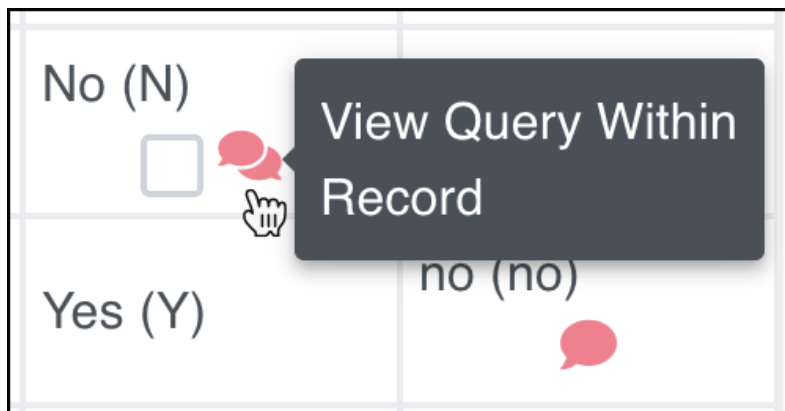 No (N)
View Query Within
Record
no (no)
Yes (Y)